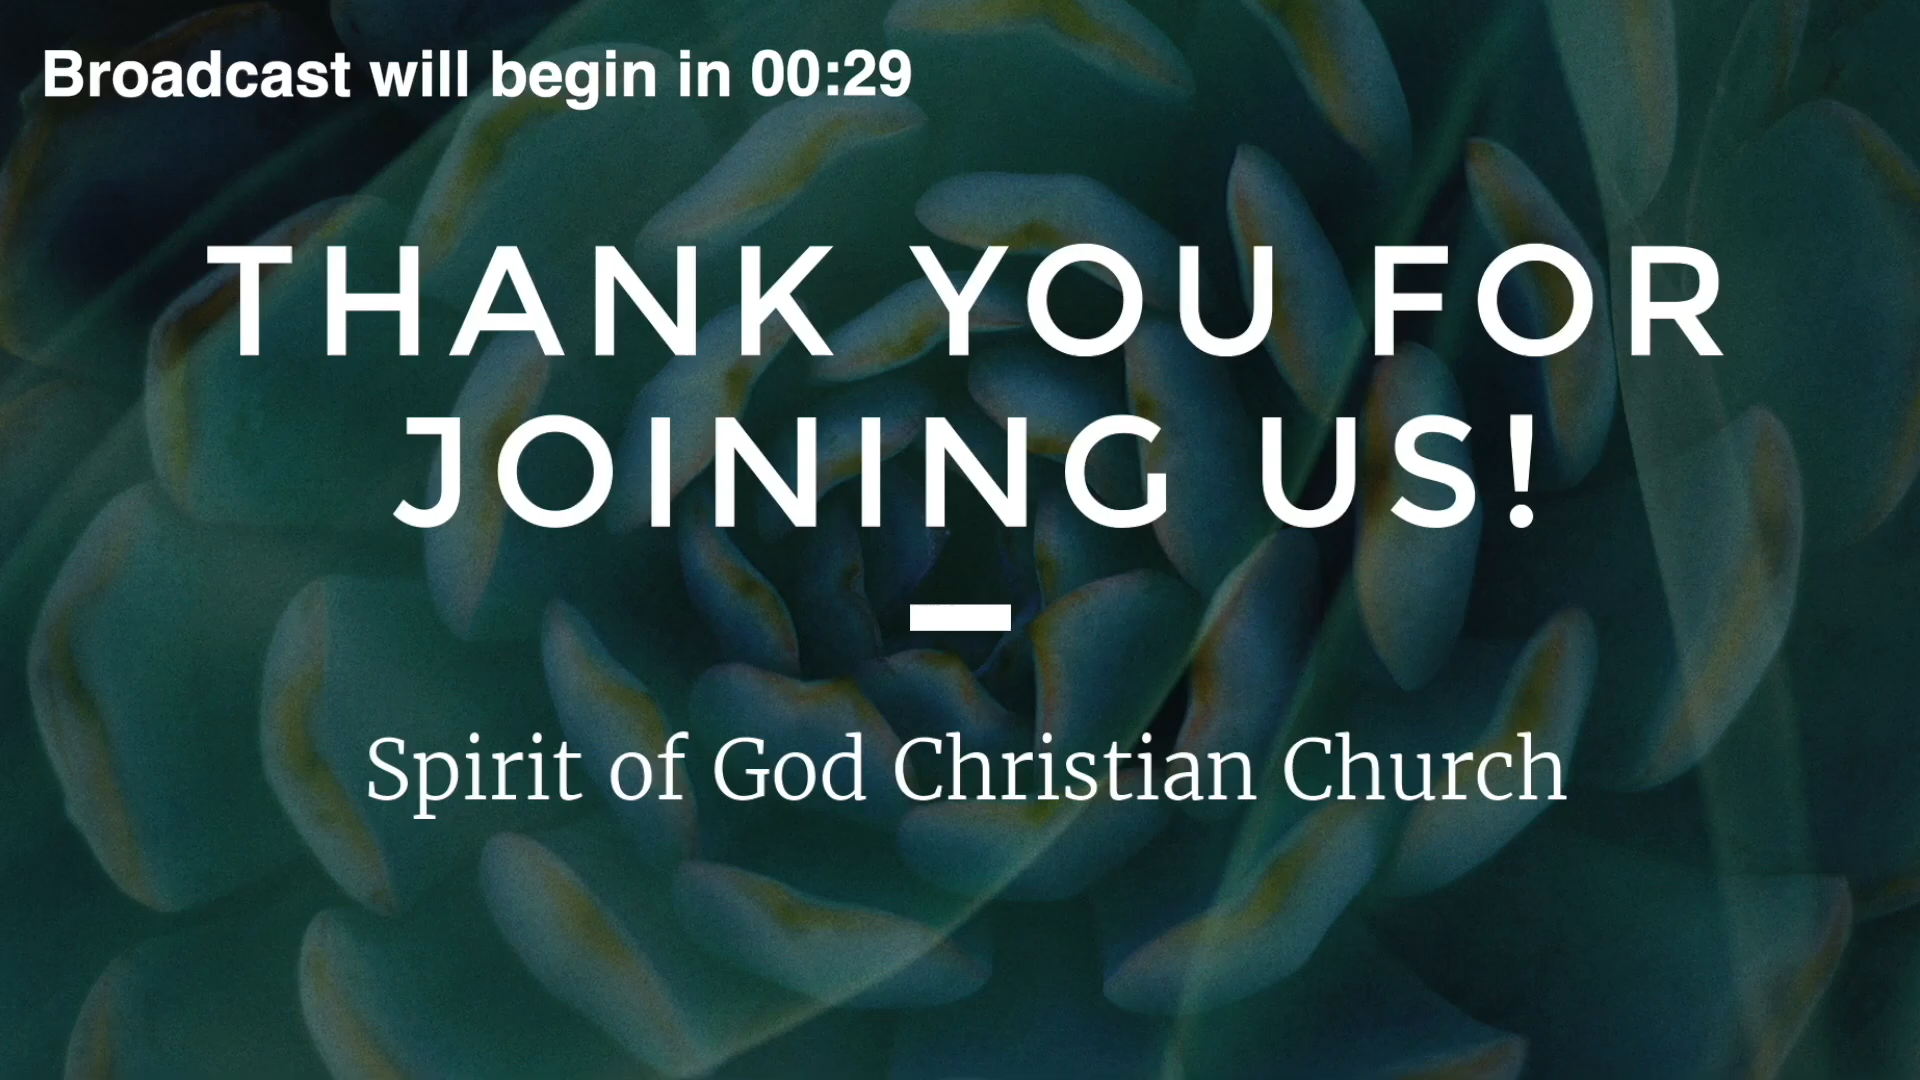 Broadcast will begin in 00:29
THANK YOU FOR
JOINING US!
Spirit of God Christian Church